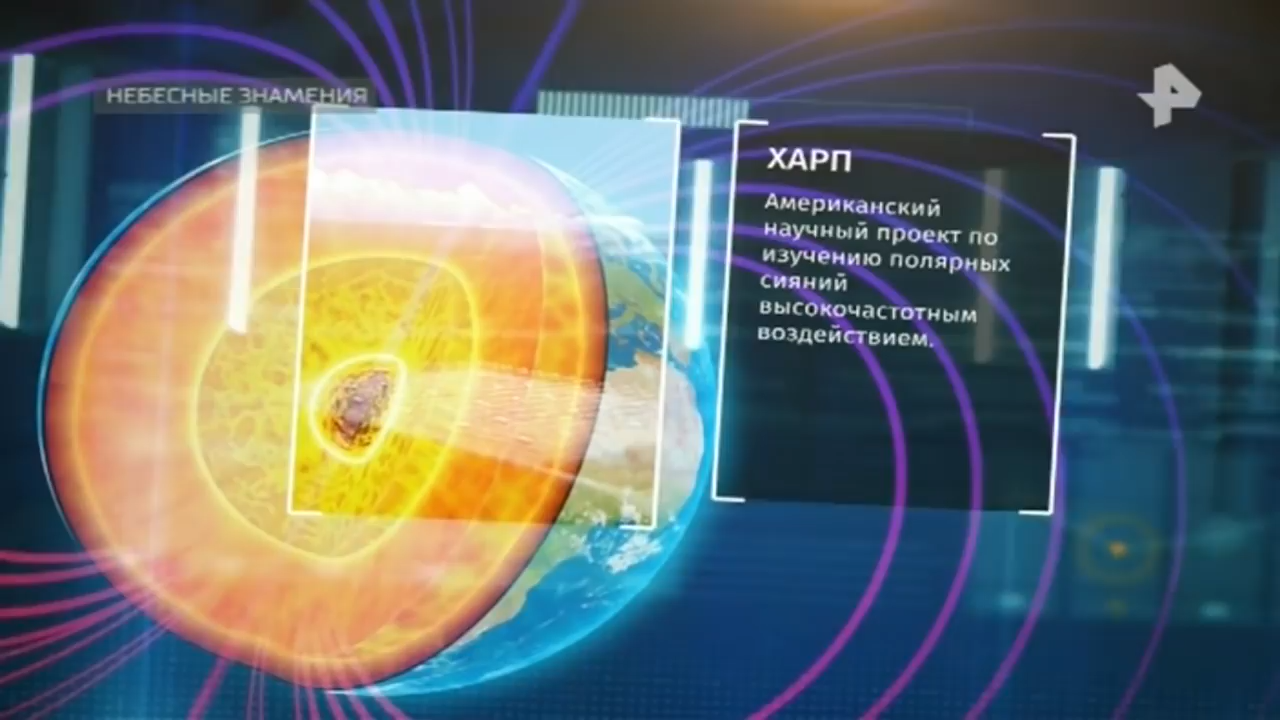 НЕБЕСНЫЕ ЗНАМЕНИЯ
ХАРП
Американский
научный проект по
изучению полярных
сияний
высокочастотным
воздействием.